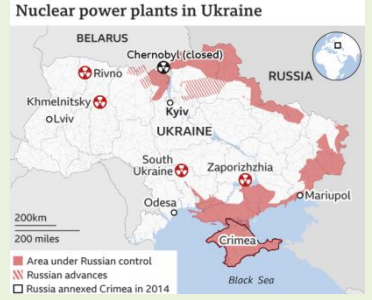 Nuclear power plants in Ukraine
BELARUS
Chernobyl (closed)
Rivno
RUSSIA
Khmelnitsky
Kyiv
Lviv
UKRAINE
South
Ukraine
Zaporizhzhia
Mariupol
Odesa
200km
200 miles
Crimea
Area under Russian control
Russian advances
Black Sea
Russia annexed Crimea in 2014